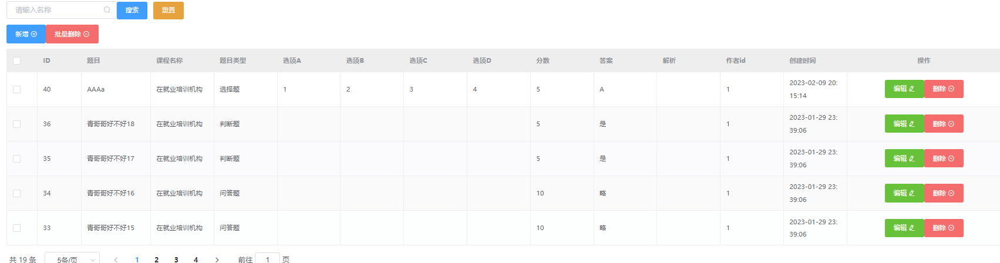 请输入名称 搜索 重置
新增 批量删除
ID 题目 课程名称 题目类型 选项A 选项B 选项C 选项D 分数 答案 解析 作者id 创建时间 操作
40 AAAa 在就业培训机构 选择题 1 2 3 4 5 A 1 2023-02-09 20: 编辑 删除
15:14
36 青哥哥好不好18 在就业培训机构 判断题 5 是 1 2023-01-29 23: 编辑 删除
39:06
35 青哥哥好不好17 在就业培训机构 判断题 5 是 1 2023-01-29 23: 编辑 删除
39:06
34 青哥哥好不好16 在就业培训机构 问答题 10 略 1 2023-01-29 23: 编辑 删除
39:06
33 青哥哥好不好15 在就业培训机构 问答题 10 略 1 2023-01-29 23: 编辑 删除
39:06
共 19 条 5条/页 1 2 3 4 前往 1 页